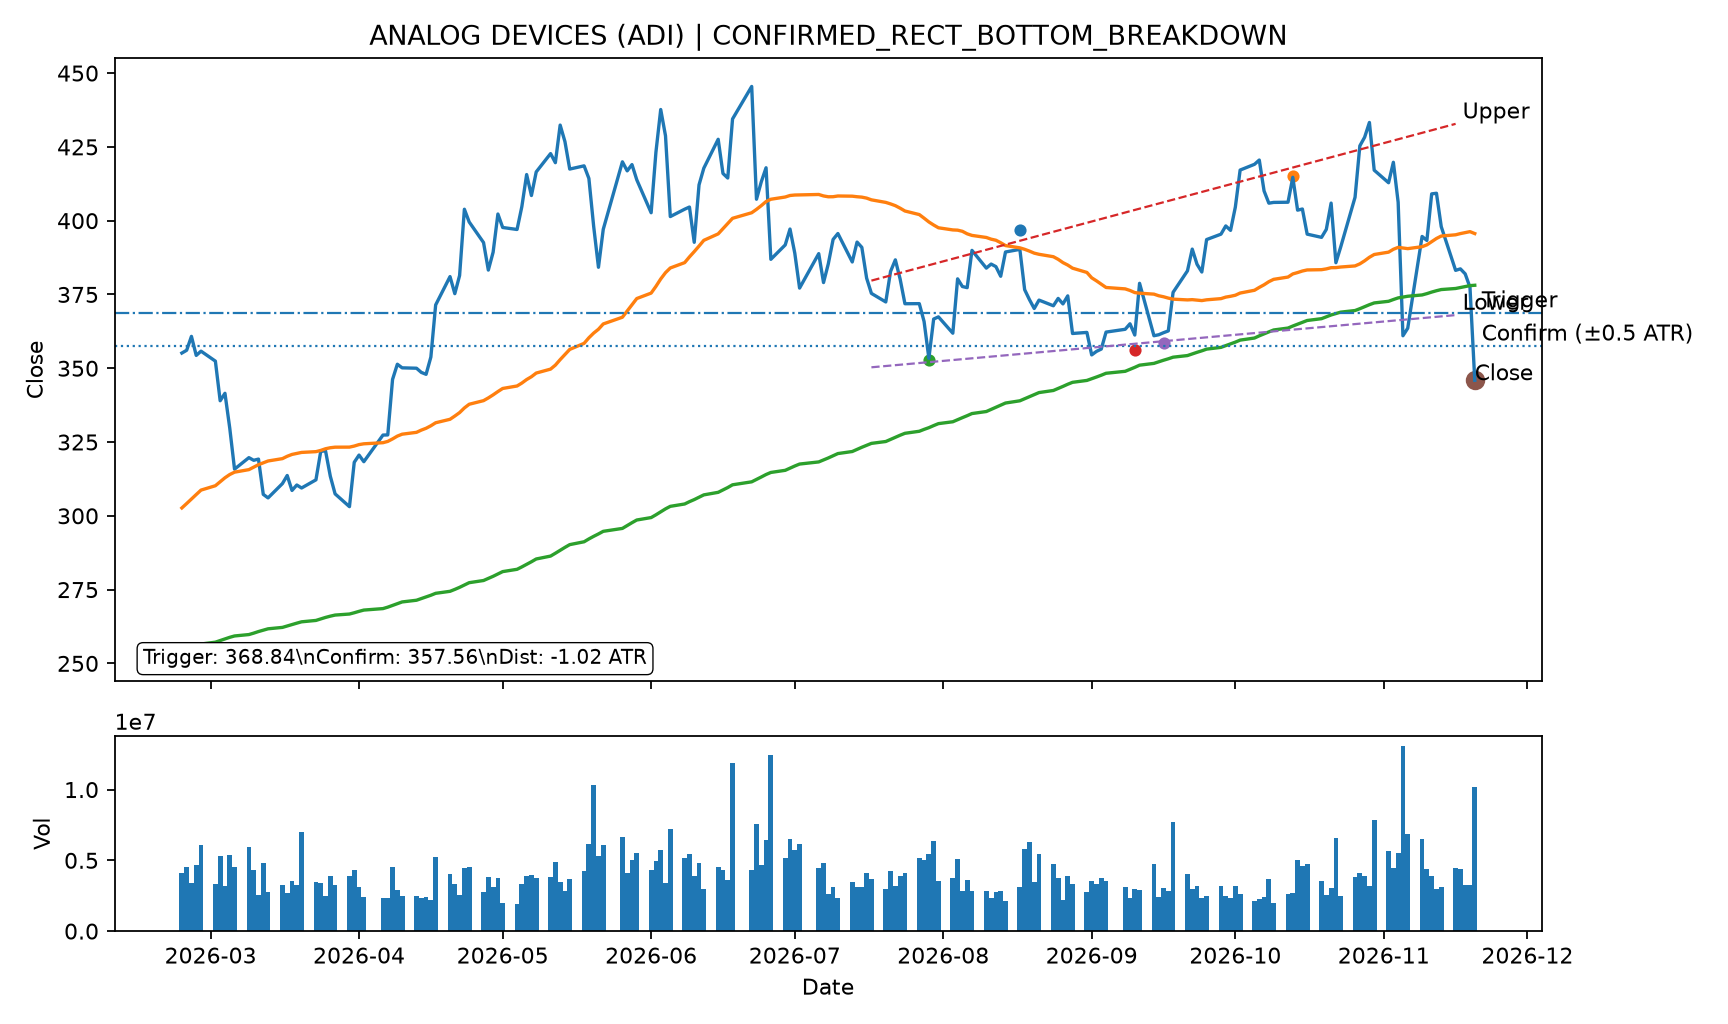 ANALOG DEVICES (ADI) | CONFIRMED_RECT_BOTTOM_BREAKDOWN
450
425
400
375
350
325
300
275
250
Close
Upper
Lower
Trigger
Confirm (±0.5 ATR)
Close
Trigger: 368.84\nConfirm: 357.56\nDist: -1.02 ATR
1e7
1.0
0.5
0.0
Vol
2026-03 2026-04 2026-05 2026-06 2026-07 2026-08 2026-09 2026-10 2026-11 2026-12
Date